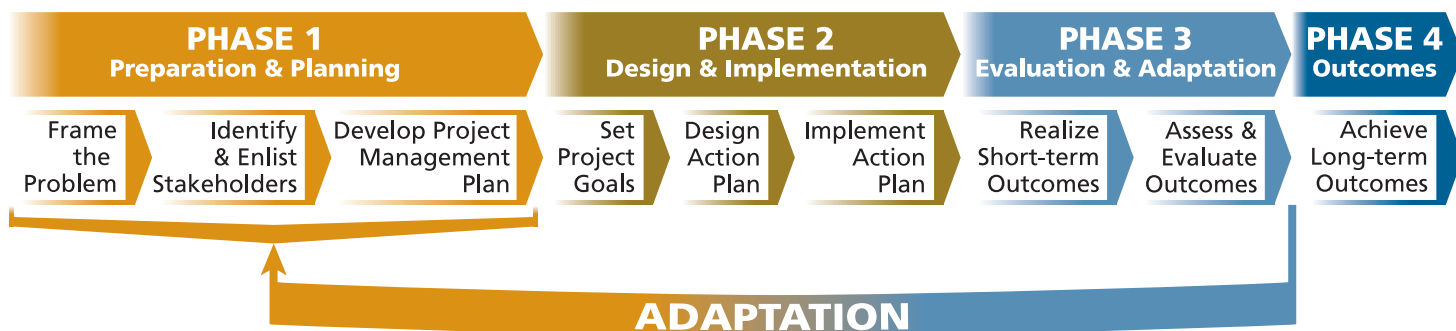 PHASE 1
Preparation & Planning
PHASE 2
Design & Implementation
PHASE 3
Evaluation & Adaptation
PHASE 4
Outcomes
Frame
the
Problem
Identify
& Enlist
Stakeholders
Develop Project
Management
Plan
Set
Project
Goals
Design
Action
Plan
Implement
Action
Plan
Realize
Short-term
Outcomes
Assess &
Evaluate
Outcomes
Achieve
Long-term
Outcomes
ADAPTATION